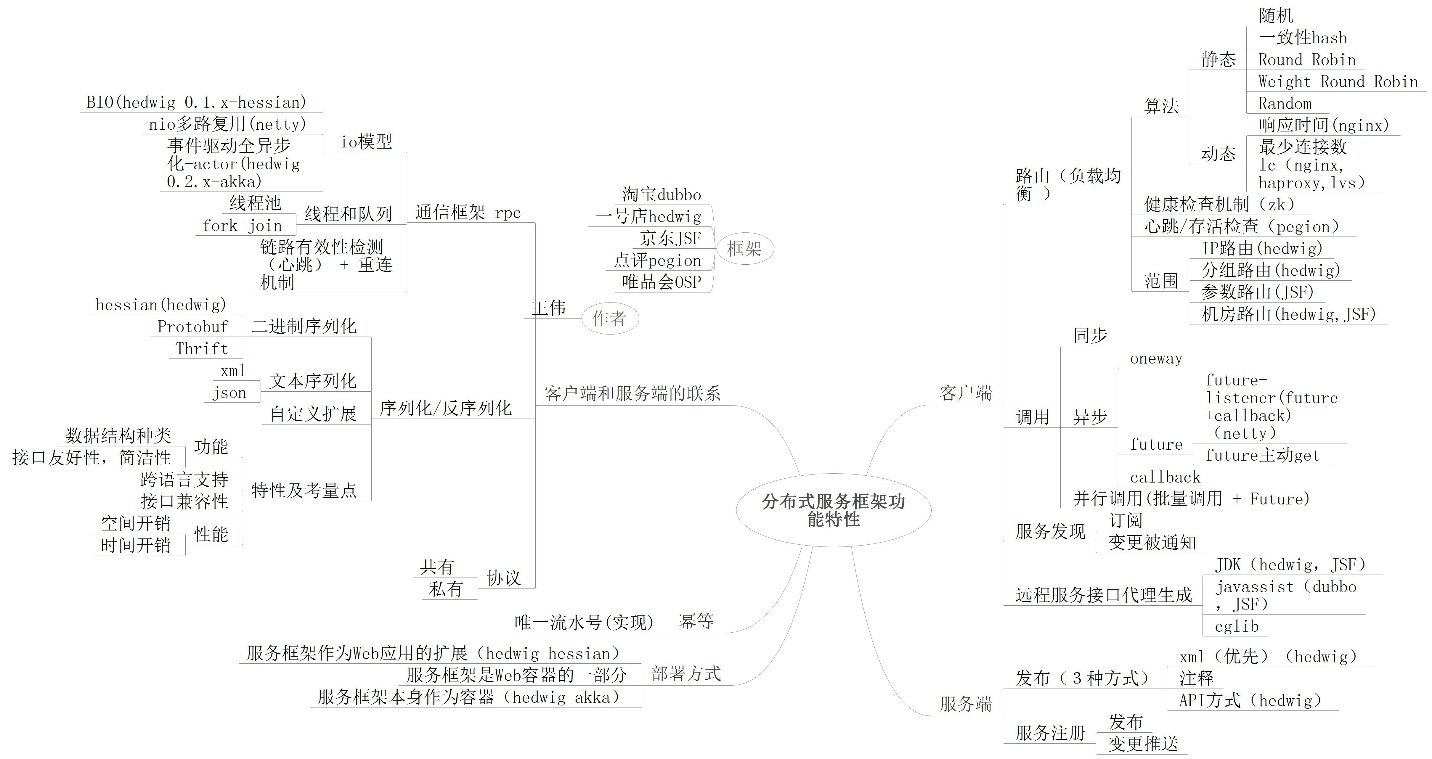 分布式服务框架功
能特性
客户端
路由（负载均
衡 ）
算法
静态
随机
一致性hash
Round Robin
Weight Round Robin
Random
动态
响应时间(nginx)
最少连接数
lc（nginx,
haproxy,lvs）
健康检查机制（zk）
心跳/存活检查（pegion）
范围
IP路由(hedwig)
分组路由(hedwig)
参数路由(JSF)
机房路由(hedwig,JSF)
调用
同步
异步
oneway
future
future-
listener(future
+callback)
（netty）
future主动get
callback
并行调用(批量调用 + Future)
服务发现
订阅
变更被通知
远程服务接口代理生成
JDK（hedwig，JSF）
javassist（dubbo
，JSF）
cglib
服务端
发布（3种方式）
xml（优先）（hedwig）
注释
API方式（hedwig）
服务注册
发布
变更推送
框架
淘宝dubbo
一号店hedwig
京东JSF
点评pegion
唯品会OSP
作者
王伟
客户端和服务端的联系
通信框架 rpc
io模型
BIO(hedwig 0.1.x-hessian)
nio多路复用(netty)
事件驱动全异步
化-actor(hedwig
0.2.x-akka)
线程和队列
线程池
fork join
链路有效性检测
（心跳） + 重连
机制
序列化/反序列化
二进制序列化
hessian(hedwig)
Protobuf
Thrift
文本序列化
xml
json
自定义扩展
特性及考量点
功能
数据结构种类
接口友好性，简洁性
跨语言支持
接口兼容性
性能
空间开销
时间开销
协议
共有
私有
幂等
唯一流水号(实现)
部署方式
服务框架作为Web应用的扩展（hedwig hessian）
服务框架是Web容器的一部分
服务框架本身作为容器（hedwig akka）